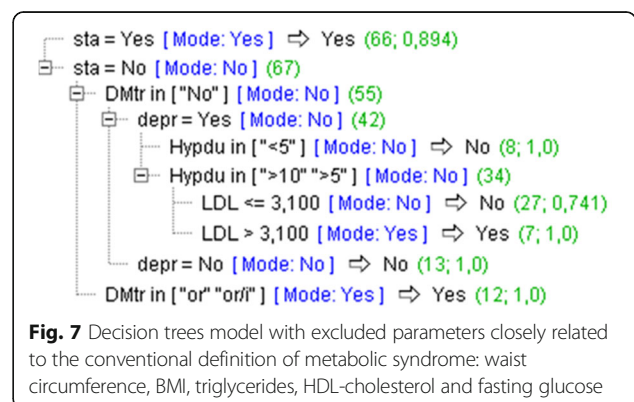 sta = Yes [Mode: Yes] ⇨ Yes (66; 0,894)
sta = No [Mode: No] (67)
DMtr in ["No"] [Mode: No] (55)
depr = Yes [Mode: No] (42)
Hypdu in ["<5"] [Mode: No] ⇨ No (8; 1,0)
Hypdu in [">10" ">5"] [Mode: No] (34)
LDL <= 3,100 [Mode: No] ⇨ No (27; 0,741)
LDL > 3,100 [Mode: Yes] ⇨ Yes (7; 1,0)
depr = No [Mode: No] ⇨ No (13; 1,0)
DMtr in ["or" "or/i"] [Mode: Yes] ⇨ Yes (12; 1,0)
Fig. 7 Decision trees model with excluded parameters closely related
to the conventional definition of metabolic syndrome: waist
circumference, BMI, triglycerides, HDL-cholesterol and fasting glucose